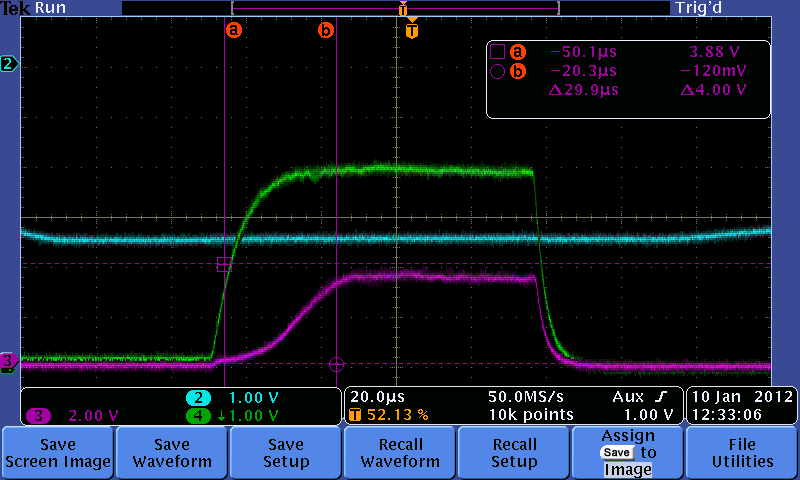 Tek Run Trig'd
T
a b T
2
a −50.1µs 3.88 V
b −20.3µs −120mV
Δ29.9µs Δ4.00 V
3
2 1.00 V 20.0µs 50.0MS/s Aux 10 Jan 2012
3 2.00 V 4 ↓1.00 V T 52.13 % 10k points 1.00 V 12:33:06
Save Screen Image
Save Waveform
Save Setup
Recall Waveform
Recall Setup
Assign Save to Image
File Utilities